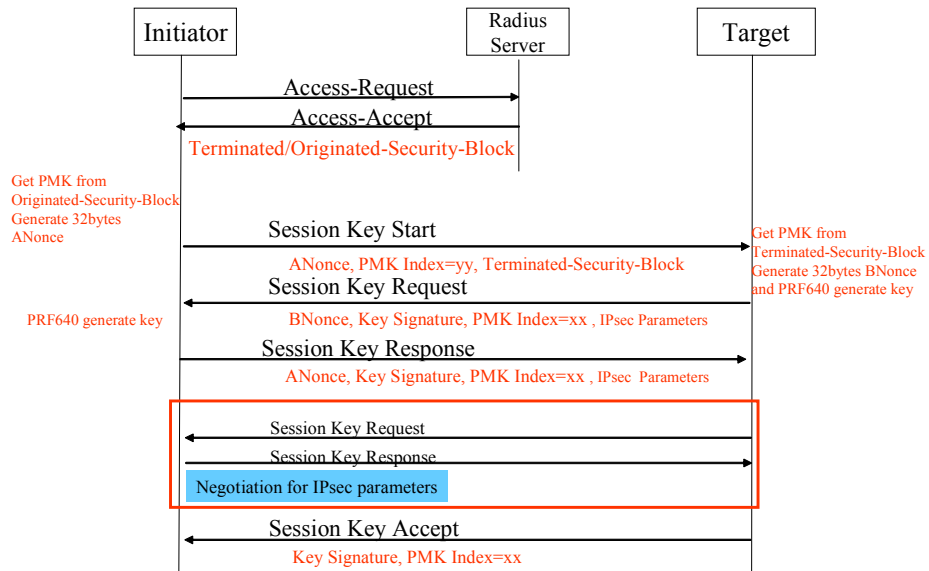 Initiator
Radius
Server
Target
Access-Request
Access-Accept
Terminated/Originated-Security-Block
Get PMK from
Originated-Security-Block
Generate 32bytes
ANonce
Session Key Start
ANonce, PMK Index=yy, Terminated-Security-Block
Get PMK from
Terminated-Security-Block
Generate 32bytes BNonce
and PRF640 generate key
Session Key Request
BNonce, Key Signature, PMK Index=xx , IPsec Parameters
PRF640 generate key
Session Key Response
ANonce, Key Signature, PMK Index=xx , IPsec Parameters
Session Key Request
Session Key Response
Negotiation for IPsec parameters
Session Key Accept
Key Signature, PMK Index=xx